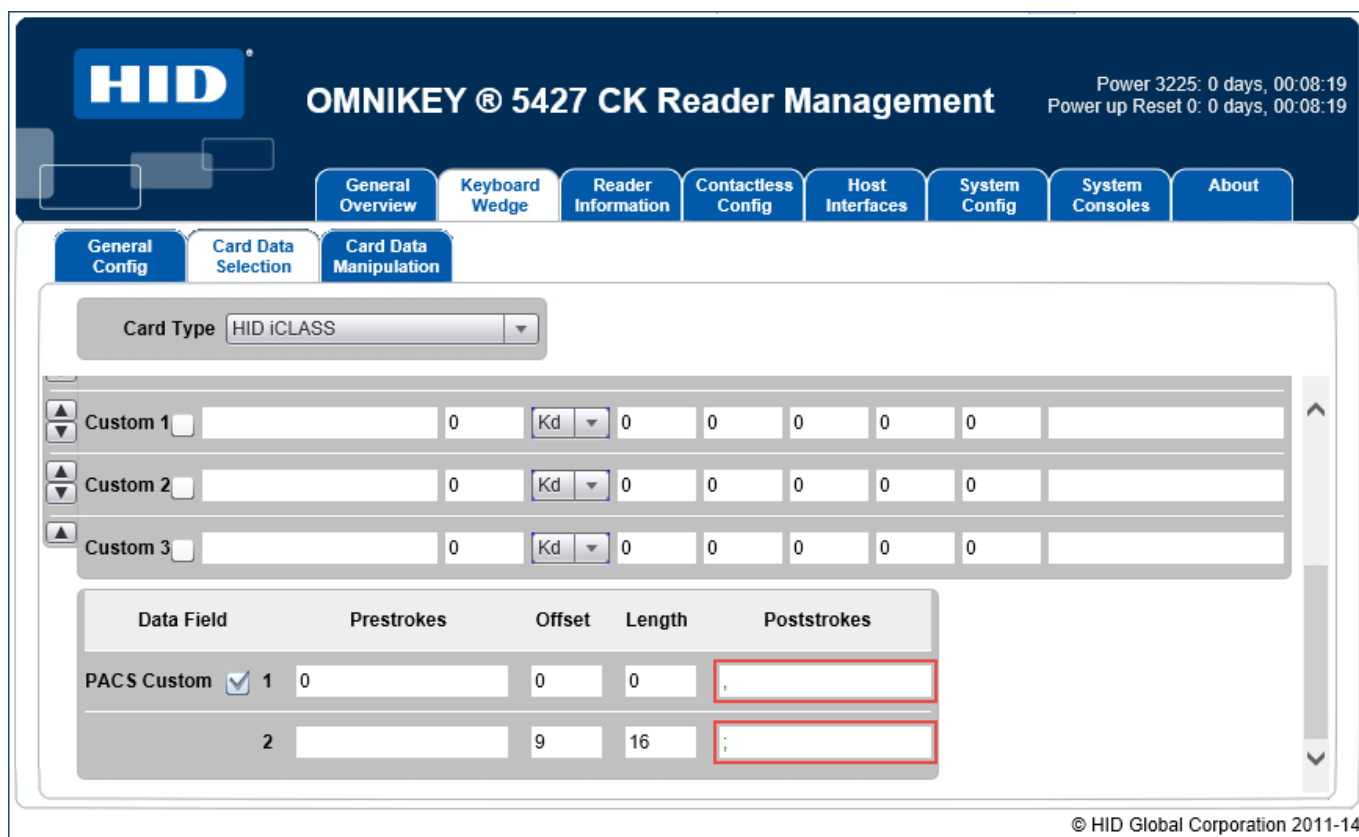 HID
OMNIKEY ® 5427 CK Reader Management
Power 3225: 0 days, 00:08:19
Power up Reset 0: 0 days, 00:08:19
General Overview
Keyboard Wedge
Reader Information
Contactless Config
Host Interfaces
System Config
System Consoles
About
General Config
Card Data Selection
Card Data Manipulation
Card Type HID iCLASS
Custom 1 0 Kd 0 0 0 0 0
Custom 2 0 Kd 0 0 0 0 0
Custom 3 0 Kd 0 0 0 0 0
Data Field Prestrokes Offset Length Poststrokes
PACS Custom 1 0 0 0 ,
2 9 16 ;
© HID Global Corporation 2011-14